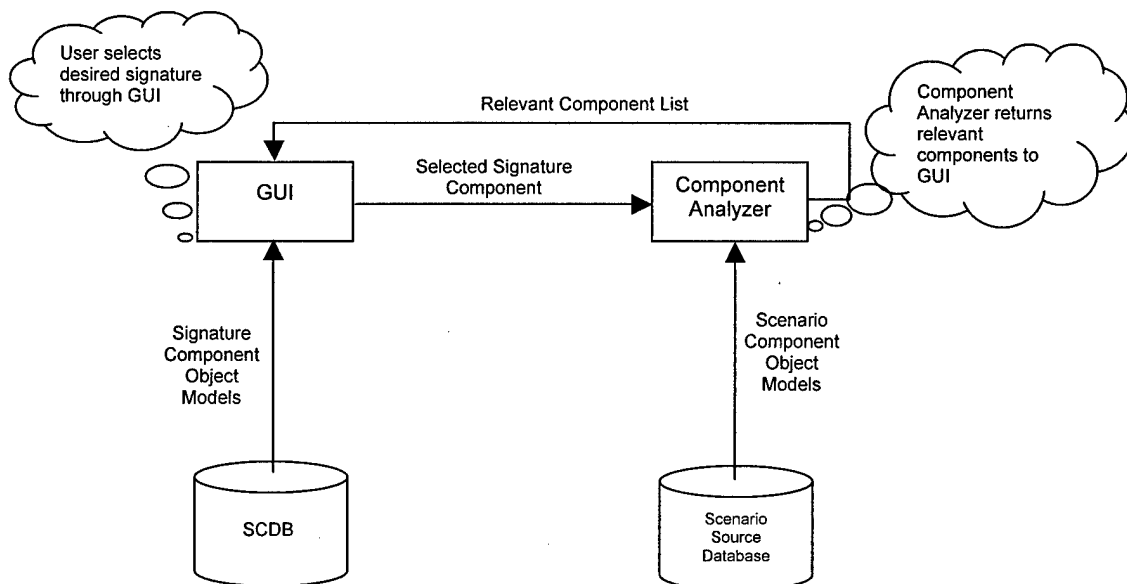 User selects
desired signature
through GUI
Relevant Component List
Component
Analyzer returns
relevant
components to
GUI
GUI
Selected Signature
Component
Component
Analyzer
Signature
Component
Object
Models
Scenario
Component
Object
Models
SCDB
Scenario
Source
Database